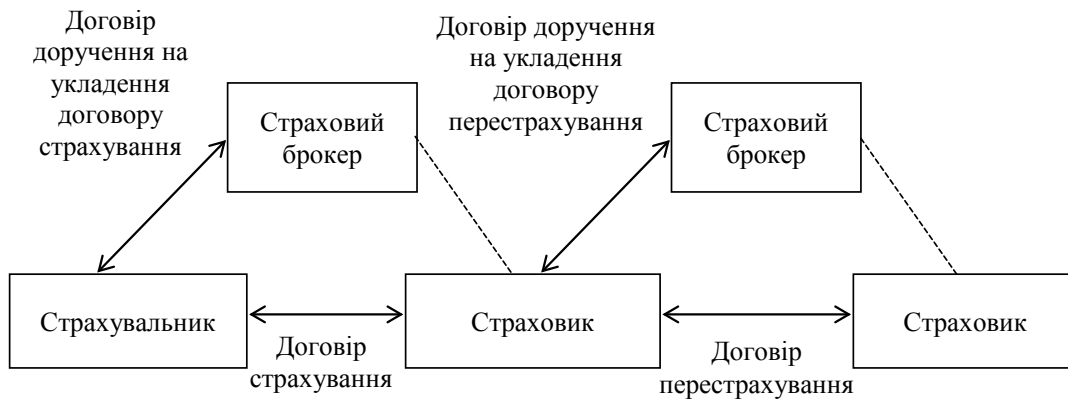 Договір
доручення на
укладення
договору
страхування
Договір доручення
на укладення
договору
перестрахування
Страховий
брокер
Страховий
брокер
Страхувальник
Страховик
Страховик
Договір
страхування
Договір
перестрахування